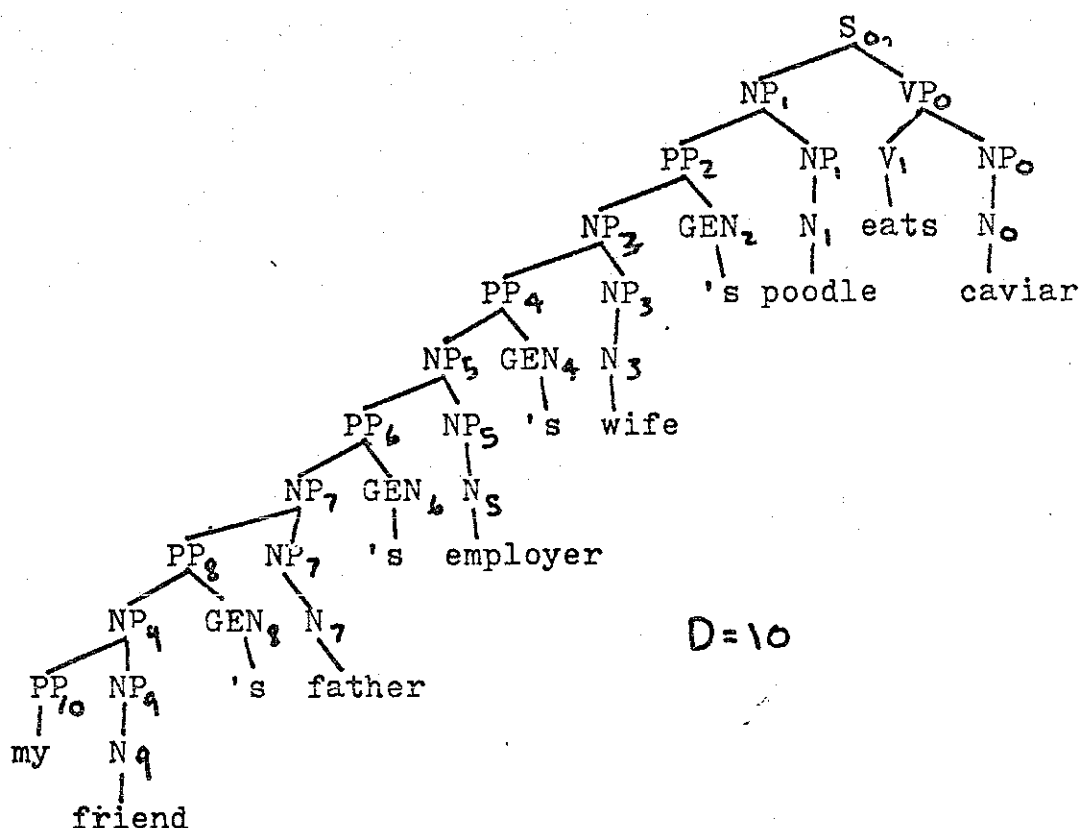 S₀
NP₁ VP₀
PP₂ NP₁ V₁ NP₀
NP₃ GEN₂ N₁ eats N₀
PP₄ NP₃ 's poodle caviar
NP₅ GEN₄ N₃
PP₆ NP₅ 's wife
NP₇ GEN₆ N₅
PP₈ NP₇ 's employer
NP₉ GEN₈ N₇
D=10
PP₁₀ NP₉ 's father
my N₉
friend